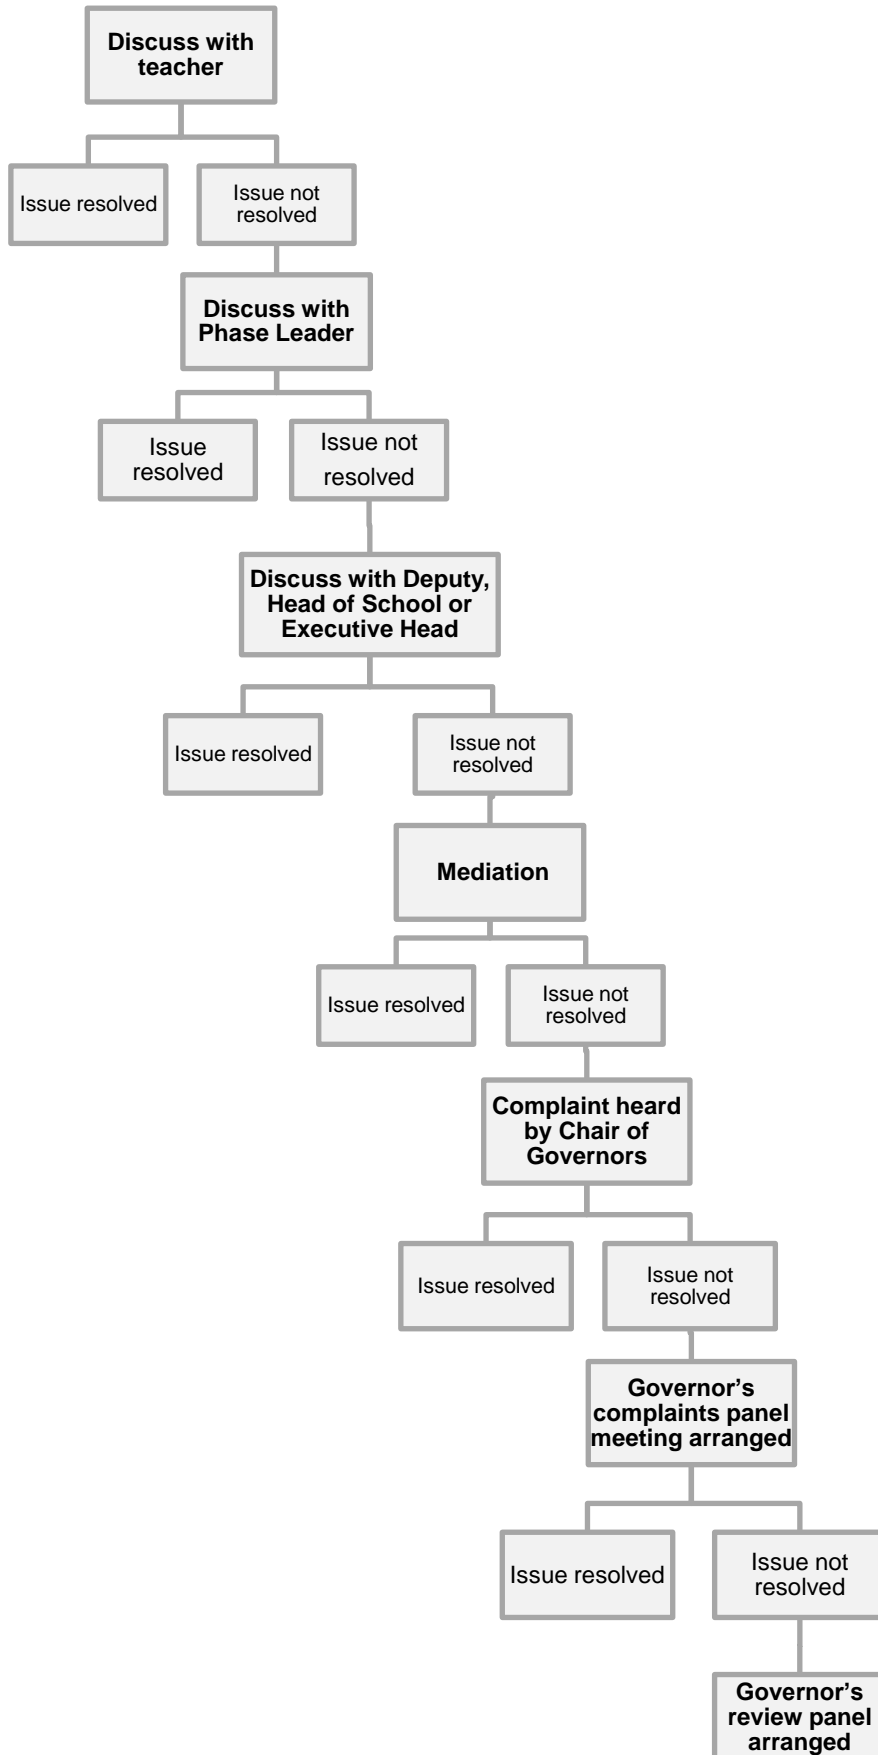 Discuss with
teacher
Issue resolved
Issue not
resolved
Discuss with
Phase Leader
Issue
resolved
Issue not
resolved
Discuss with Deputy,
Head of School or
Executive Head
Issue resolved
Issue not
resolved
Mediation
Issue resolved
Issue not
resolved
Complaint heard
by Chair of
Governors
Issue resolved
Issue not
resolved
Governor’s
complaints panel
meeting arranged
Issue resolved
Issue not
resolved
Governor’s
review panel
arranged